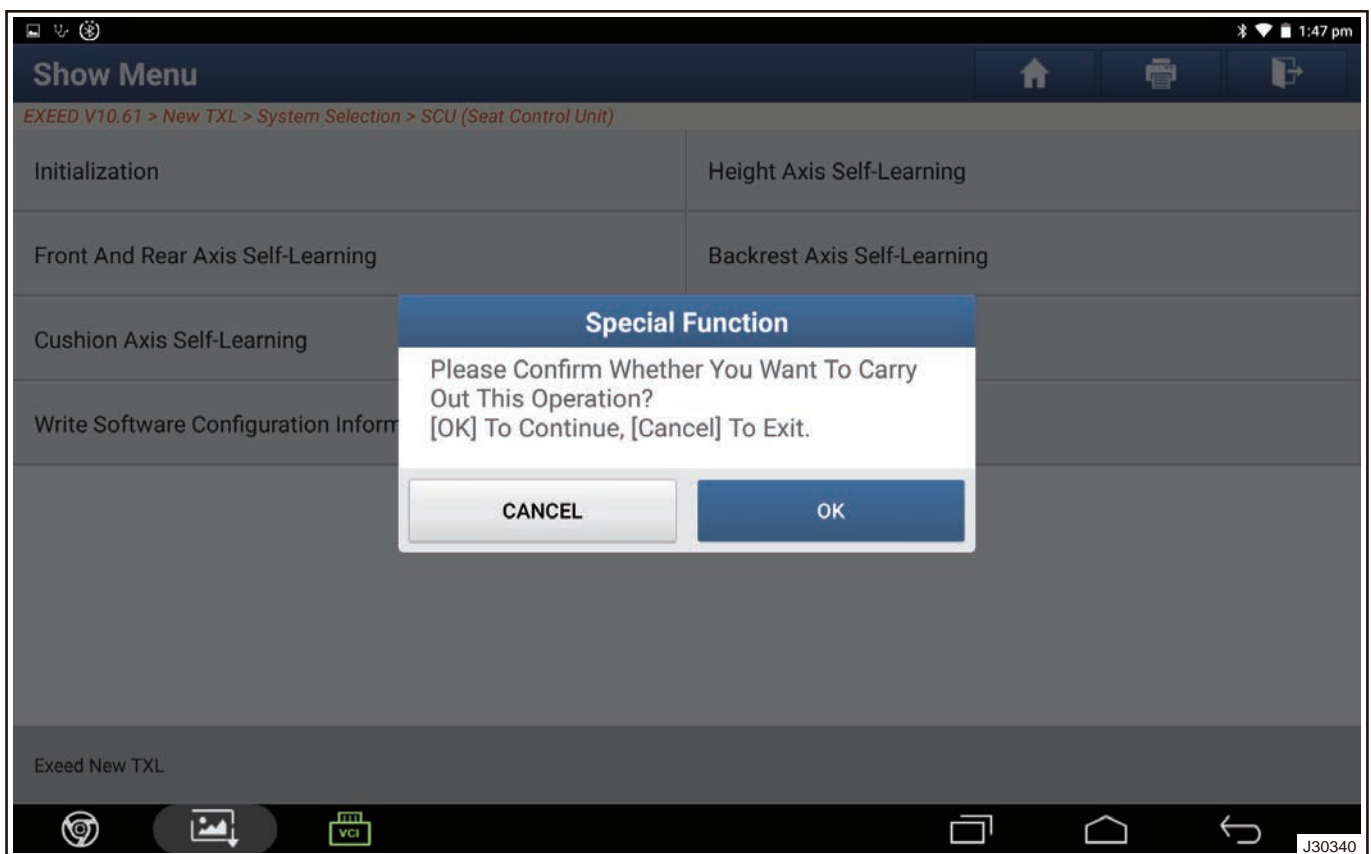 1:47 pm
Show Menu
EXEED V10.61 > New TXL > System Selection > SCU (Seat Control Unit)
Initialization
Height Axis Self-Learning
Front And Rear Axis Self-Learning
Backrest Axis Self-Learning
Cushion Axis Self-Learning
Write Software Configuration Inform
Special Function
Please Confirm Whether You Want To Carry
Out This Operation?
[OK] To Continue, [Cancel] To Exit.
CANCEL
OK
Exeed New TXL
VCI
J30340